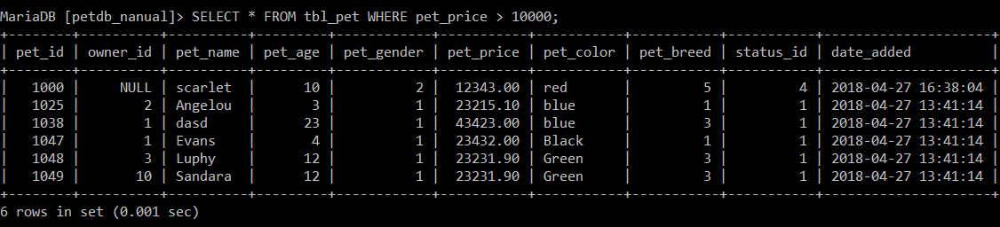 MariaDB [petdb_nanual]> SELECT * FROM tbl_pet WHERE pet_price > 10000;
+--------+----------+----------+---------+------------+-----------+-----------+-----------+-----------+---------------------+
| pet_id | owner_id | pet_name | pet_age | pet_gender | pet_price | pet_color | pet_breed | status_id | date_added          |
+--------+----------+----------+---------+------------+-----------+-----------+-----------+-----------+---------------------+
|   1000 |     NULL | scarlet  |      10 |          2 |  12343.00 | red       |         5 |         4 | 2018-04-27 16:38:04 |
|   1025 |        2 | Angelou  |       3 |          1 |  23215.10 | blue      |         1 |         1 | 2018-04-27 13:41:14 |
|   1038 |        1 | dasd     |      23 |          1 |  43423.00 | blue      |         3 |         1 | 2018-04-27 13:41:14 |
|   1047 |        1 | Evans    |       4 |          1 |  23432.00 | Black     |         1 |         1 | 2018-04-27 13:41:14 |
|   1048 |        3 | Luphy    |      12 |          1 |  23231.90 | Green     |         3 |         1 | 2018-04-27 13:41:14 |
|   1049 |       10 | Sandara  |      12 |          1 |  23231.90 | Green     |         3 |         1 | 2018-04-27 13:41:14 |
+--------+----------+----------+---------+------------+-----------+-----------+-----------+-----------+---------------------+
6 rows in set (0.001 sec)